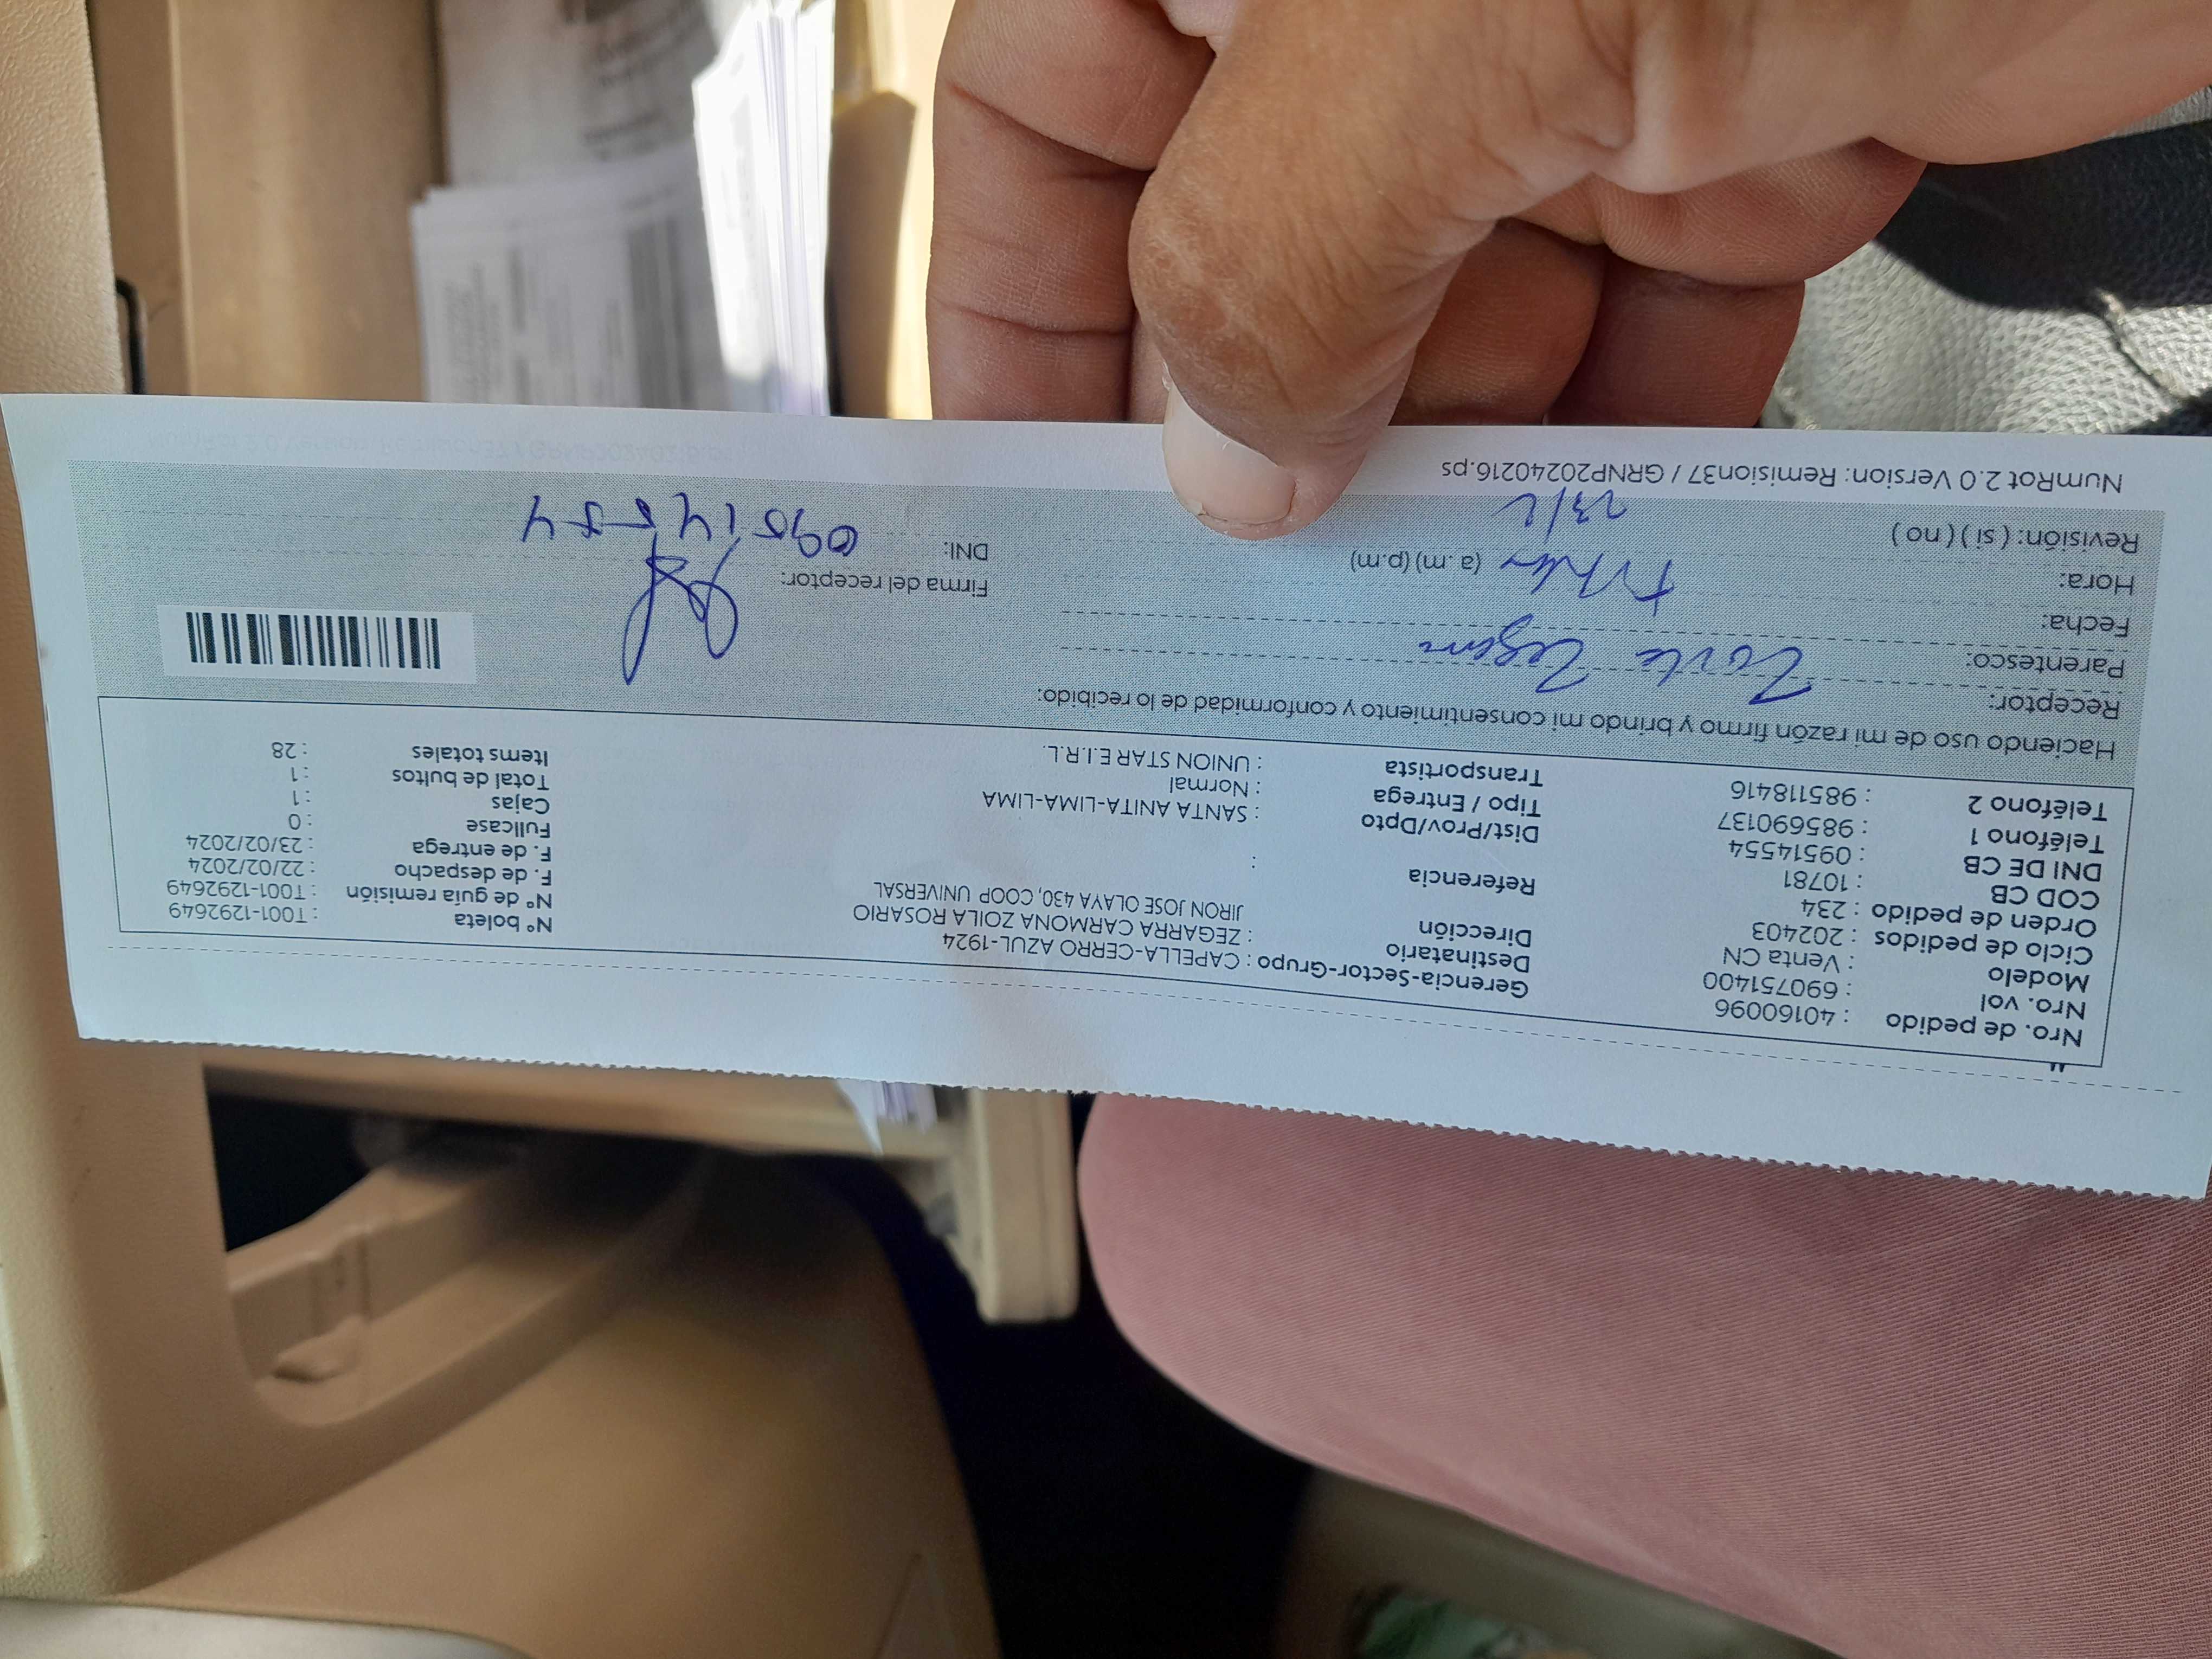 Nro. de pedido : 40160096
Nro. vol : 690751400
Modelo : Venta CN
Ciclo de pedidos : 202403
Orden de pedido : 234
COD CB : 10781
DNI DE CB : 09514554
Teléfono 1 : 985690137
Teléfono 2 : 985118416
Gerencia-Sector-Grupo : CAPELLA-CERRO AZUL-1924
Destinatario : ZEGARRA CARMONA ZOILA ROSARIO
Dirección JIRON JOSE OLAYA 430, COOP UNIVERSAL
Referencia :
Dist/Prov/Dpto : SANTA ANITA-LIMA-LIMA
Tipo / Entrega : Normal
Transportista : UNION STAR E.I.R.L.
N° boleta : T001-1292649
N° de guía remisión : T001-1292649
F. de despacho : 22/02/2024
F. de entrega : 23/02/2024
Fullcase : 0
Cajas : 1
Total de bultos : 1
Items totales : 28
Haciendo uso de mi razón firmo y brindo mi consentimiento y conformidad de lo recibido:
Receptor:
Parentesco:
Fecha:
Hora: (a. m) (p.m)
Revisión: ( si ) ( no ) 23/2
Firma del receptor:
DNI: 09514554
NumRot 2.0 Version: Remision37 / GRNP20240216.ps